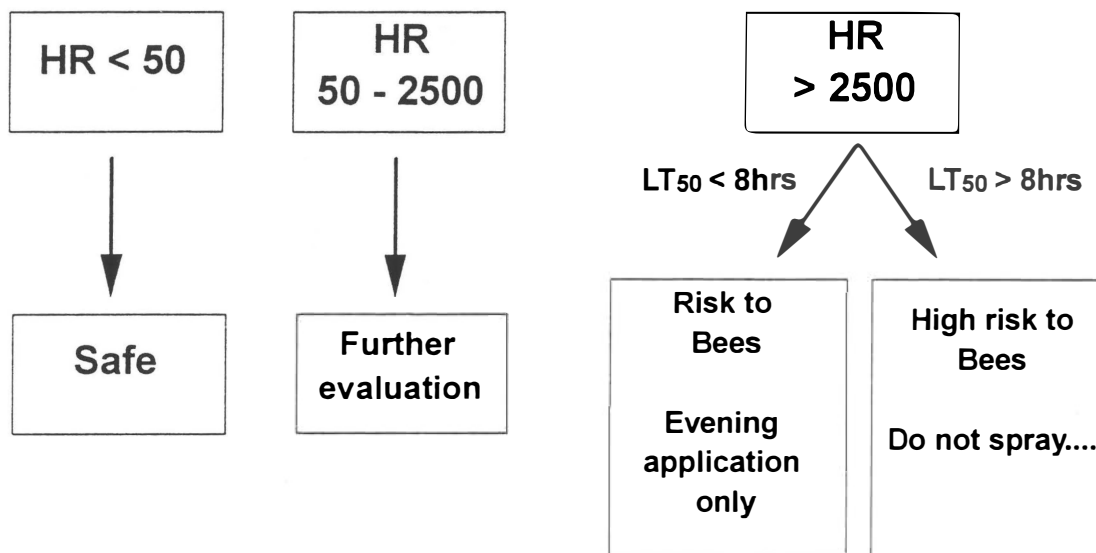 HR < 50
HR
50 - 2500
HR
> 2500
LT50 < 8hrs
LT50 > 8hrs
Safe
Further
evaluation
Risk to
Bees
Evening
application
only
High risk to
Bees
Do not spray....